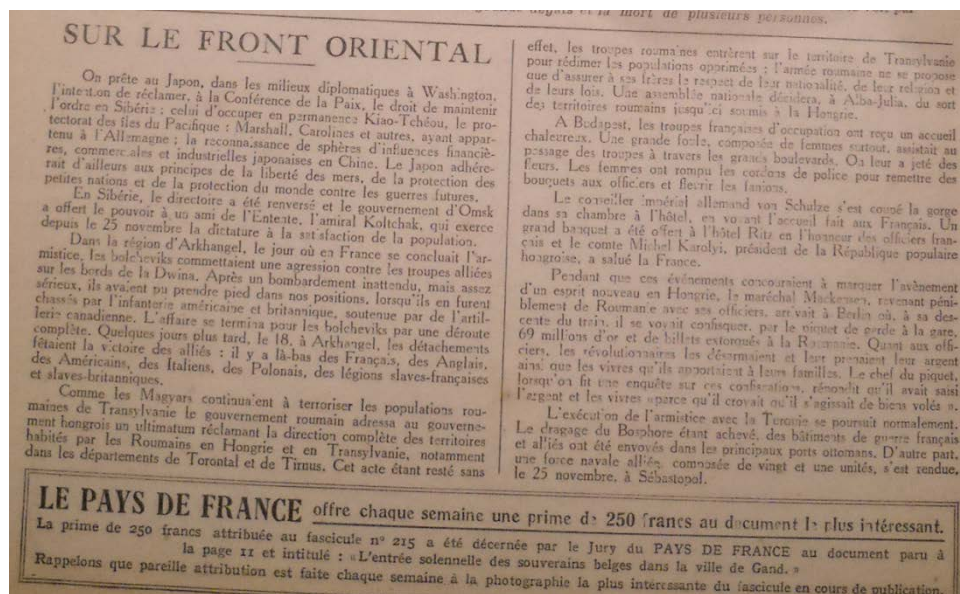 et la mort de plusieurs personnes.
SUR LE FRONT ORIENTAL
On prête au Japon, dans les milieux diplomatiques à Washington,
l'intention de réclamer, à la Conférence de la Paix, le droit de maintenir
l'ordre en Sibérie ; celui d'occuper en permanence Kiao-Tchéou, le pro-
tectorat des îles du Pacifique : Marshall, Carolines et autres, ayant appar-
tenu à l'Allemagne ; la reconnaissance de sphères d'influences financiè-
res, commerciales et industrielles japonaises en Chine. Le Japon adhére-
rait d'ailleurs aux principes de la liberté des mers, de la protection des
petites nations et de la protection du monde contre les guerres futures.
En Sibérie, le directoire a été renversé et le gouvernement d'Omsk
a offert le pouvoir à un ami de l'Entente, l'amiral Koltchak, qui exerce
depuis le 25 novembre la dictature à la satisfaction de la population.
Dans la région d'Arkhangel, le jour où en France se concluait l'ar-
mistice, les bolcheviks commettaient une agression contre les troupes alliées
sur les bords de la Dwina. Après un bombardement inattendu, mais assez
sérieux, ils avaient pu prendre pied dans nos positions, lorsqu'ils en furent
chassés par l'infanterie américaine et britannique, soutenue par de l'artil-
lerie canadienne. L'affaire se termina pour les bolcheviks par une déroute
complète. Quelques jours plus tard, le 18, à Arkhangel, les détachements
fêtaient la victoire des alliés : il y a là-bas des Français, des Anglais,
des Américains, des Italiens, des Polonais, des légions slaves-françaises
et slaves-britanniques.
Comme les Magyars continuaient à terroriser les populations rou-
maines de Transylvanie le gouvernement roumain adressa au gouverne-
ment hongrois un ultimatum réclamant la direction complète des territoires
habités par les Roumains en Hongrie et en Transylvanie, notamment
dans les départements de Torontal et de Timus. Cet acte étant resté sans
effet, les troupes roumaines entrèrent sur le territoire de Transylvanie
pour rédimer les populations opprimées ; l'armée roumaine ne se propose
que d'assurer à ses frères le respect de leur nationalité, de leur religion et
de leurs lois. Une assemblée nationale décidera, à Alba-Julia, du sort
des territoires roumains jusqu'ici soumis à la Hongrie.
A Budapest, les troupes françaises d'occupation ont reçu un accueil
chaleureux. Une grande foule, composée de femmes surtout, assistait au
passage des troupes à travers les grands boulevards. On leur a jeté des
fleurs. Les femmes ont rompu les cordons de police pour remettre des
bouquets aux officiers et fleurir les fanions.
Le conseiller impérial allemand von Schulze s'est coupé la gorge
dans sa chambre à l'hôtel, en voyant l'accueil fait aux Français. Un
grand banquet a été offert à l'hôtel Ritz en l'honneur des officiers fran-
çais et le comte Michel Karolyi, président de la République populaire
hongroise, a salué la France.
Pendant que ces événements concouraient à marquer l'avènement
d'un esprit nouveau en Hongrie, le maréchal Mackensen, revenant péni-
blement de Roumanie avec ses officiers, arrivait à Berlin où, à sa des-
cente du train, il se voyait confisquer, par le piquet de garde à la gare,
69 millions d'or et de billets extorqués à la Roumanie. Quant aux offi-
ciers, les révolutionnaires les désarmaient et leur prenaient leur argent
ainsi que les vivres qu'ils apportaient à leurs familles. Le chef du piquet,
lorsqu'on fit une enquête sur ces confiscations, répondit qu'il avait saisi
l'argent et les vivres «parce qu'il croyait qu'il s'agissait de biens volés ».
L'exécution de l'armistice avec la Turquie se poursuit normalement.
Le dragage du Bosphore étant achevé, des bâtiments de guerre français
et alliés ont été envoyés dans les principaux ports ottomans. D'autre part,
une force navale alliée, composée de vingt et une unités, s'est rendue,
le 25 novembre, à Sébastopol.
LE PAYS DE FRANCE offre chaque semaine une prime de 250 francs au document le plus intéressant.
La prime de 250 francs attribuée au fascicule nº 215 a été décernée par le Jury du PAYS DE FRANCE au document paru à
la page 11 et intitulé : «L'entrée solennelle des souverains belges dans la ville de Gand.»
Rappelons que pareille attribution est faite chaque semaine à la photographie la plus intéressante du fascicule en cours de publication.